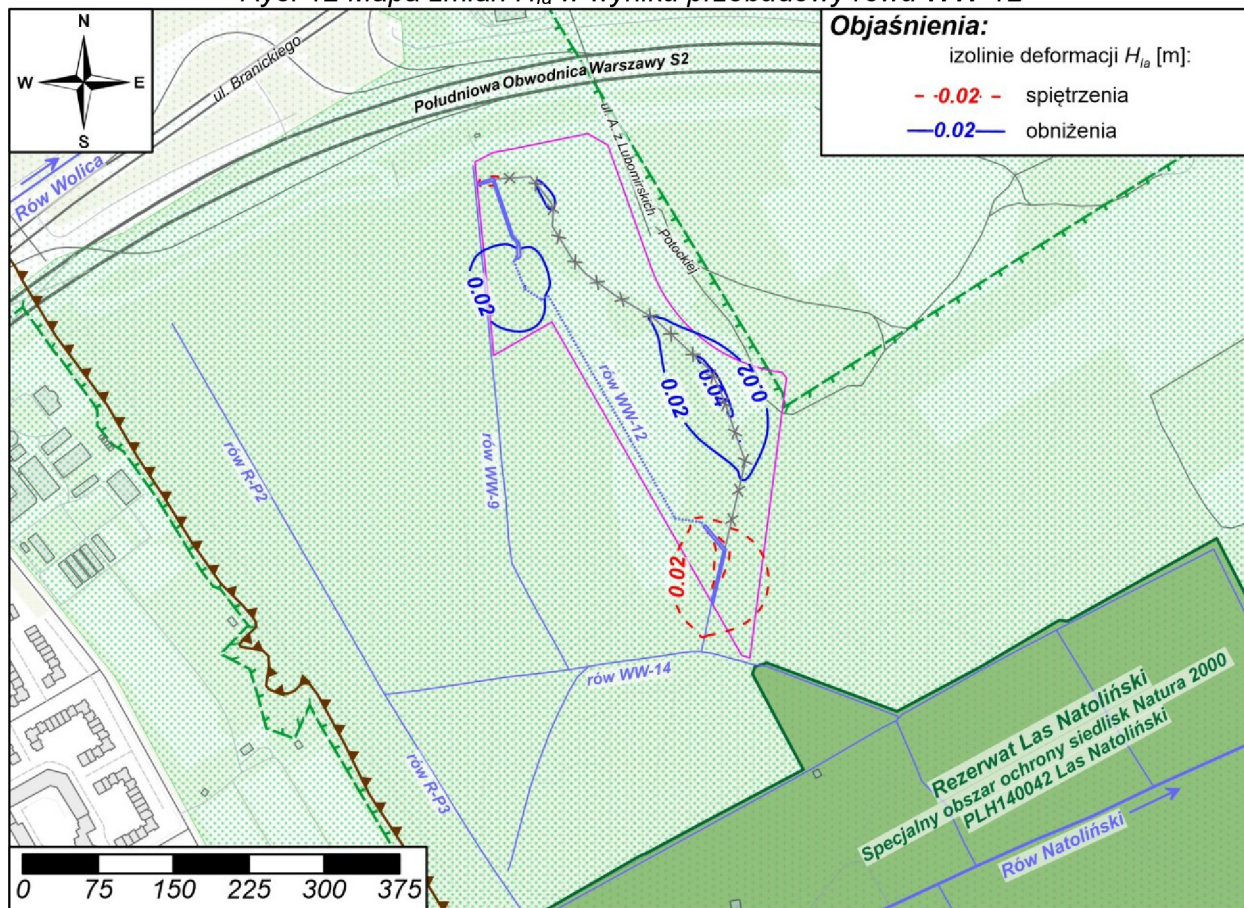 Objaśnienia:
izolinie deformacji Hia [m]:
0.02 spiętrzenia
0.02 obniżenia
N
W E
S
ul. Branickiego
Południowa Obwodnica Warszawy S2
Rów Wolica
ul. A. z Lubomirskich Potockiej
0.02
0.02
0.04
0.02
rów WW-12
rów R-P2
rów WW-9
0.02
rów WW-14
rów R-P3
Rezerwat Las Natoliński
Specjalny obszar ochrony siedlisk Natura 2000
PLH140042 Las Natoliński
Rów Natoliński
0 75 150 225 300 375